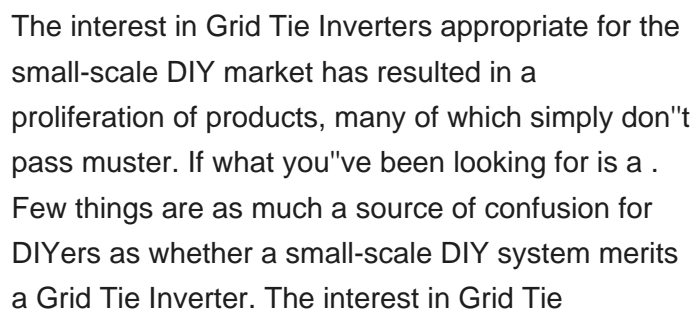 The interest in Grid Tie Inverters appropriate for the
small-scale DIY market has resulted in a
proliferation of products, many of which simply don"t
pass muster. If what you"ve been looking for is a .
Few things are as much a source of confusion for
DIYers as whether a small-scale DIY system merits
a Grid Tie Inverter. The interest in Grid Tie